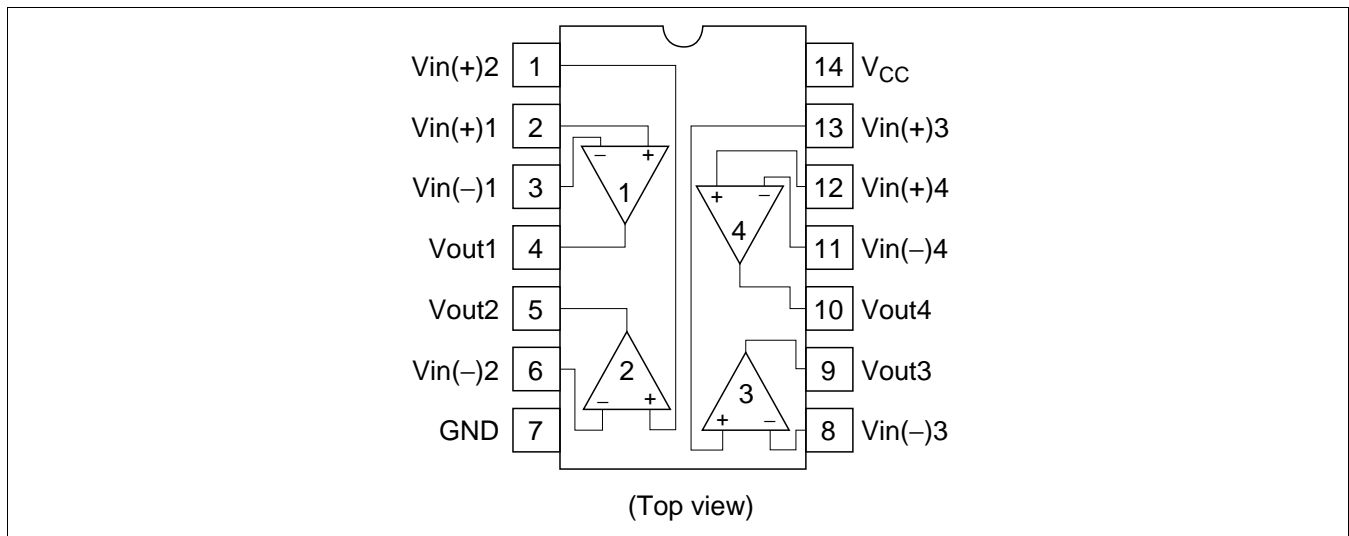 Vin(+)2 1 14 VCC
Vin(+)1 2 13 Vin(+)3
− + 
Vin(−)1 3 1 + − 12 Vin(+)4
Vout1 4 4 11 Vin(−)4
Vout2 5 10 Vout4
Vin(−)2 6 2 3 9 Vout3
− + + −
GND 7 8 Vin(−)3
(Top view)